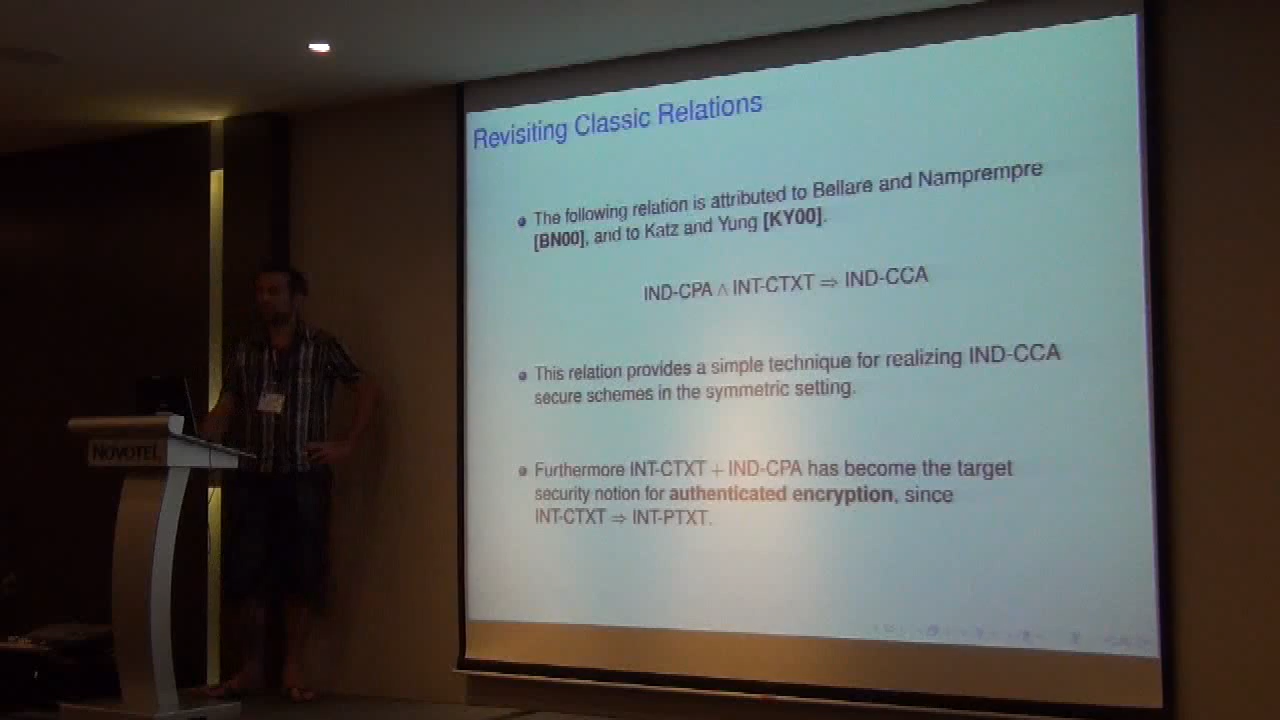 Revisiting Classic Relations
The following relation is attributed to Bellare and Namprempre
[BN00], and to Katz and Yung [KY00].
IND-CPA ∧ INT-CTXT ⇒ IND-CCA
This relation provides a simple technique for realizing IND-CCA
secure schemes in the symmetric setting.
Furthermore INT-CTXT + IND-CPA has become the target
security notion for authenticated encryption, since
INT-CTXT ⇒ INT-PTXT.
NOVOTEL